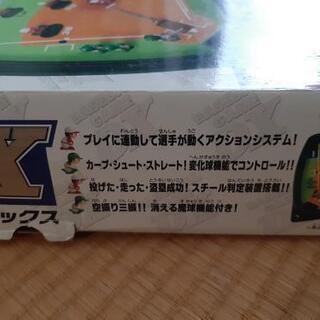 プレイに連動して選手が動くアクションシステム!
カーブ・シュート・ストレート!変化球機能でコントロール!!
投げた・走った・盗塁成功!スチール判定装置搭載!!
空振り三振!!消える魔球機能付き!
X
ックス